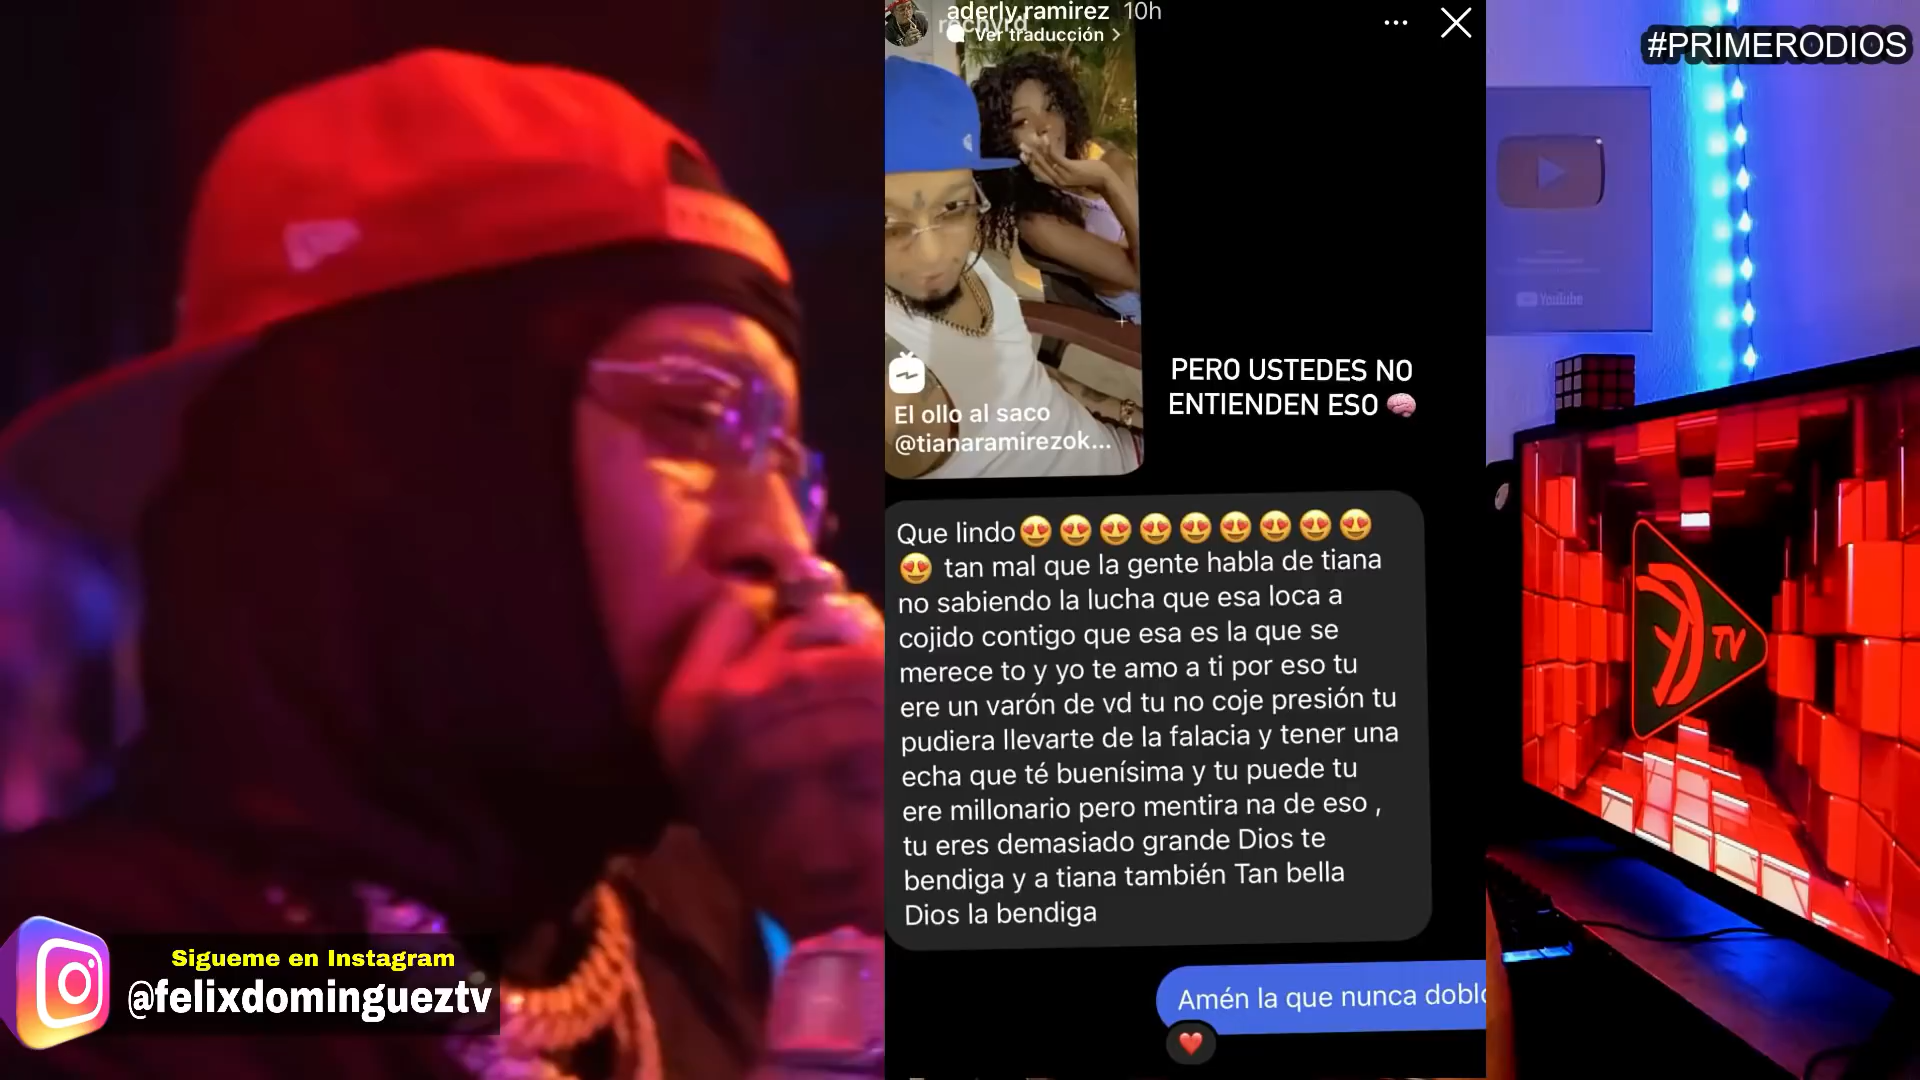 aderly.ramirez 10h
rochyrd
Ver traducción >
#PRIMERODIOS
YouTube
PERO USTEDES NO
ENTIENDEN ESO 🧠
El ollo al saco
@tianaramirezok...
Que lindo😍😍😍😍😍😍😍😍😍
😍 tan mal que la gente habla de tiana
no sabiendo la lucha que esa loca a
cojido contigo que esa es la que se
merece to y yo te amo a ti por eso tu
ere un varón de vd tu no coje presión tu
pudiera llevarte de la falacia y tener una
echa que té buenísima y tu puede tu
ere millonario pero mentira na de eso ,
tu eres demasiado grande Dios te
bendiga y a tiana también Tan bella
Dios la bendiga
TV
Sigueme en Instagram
@felixdomingueztv
Amén la que nunca doblo